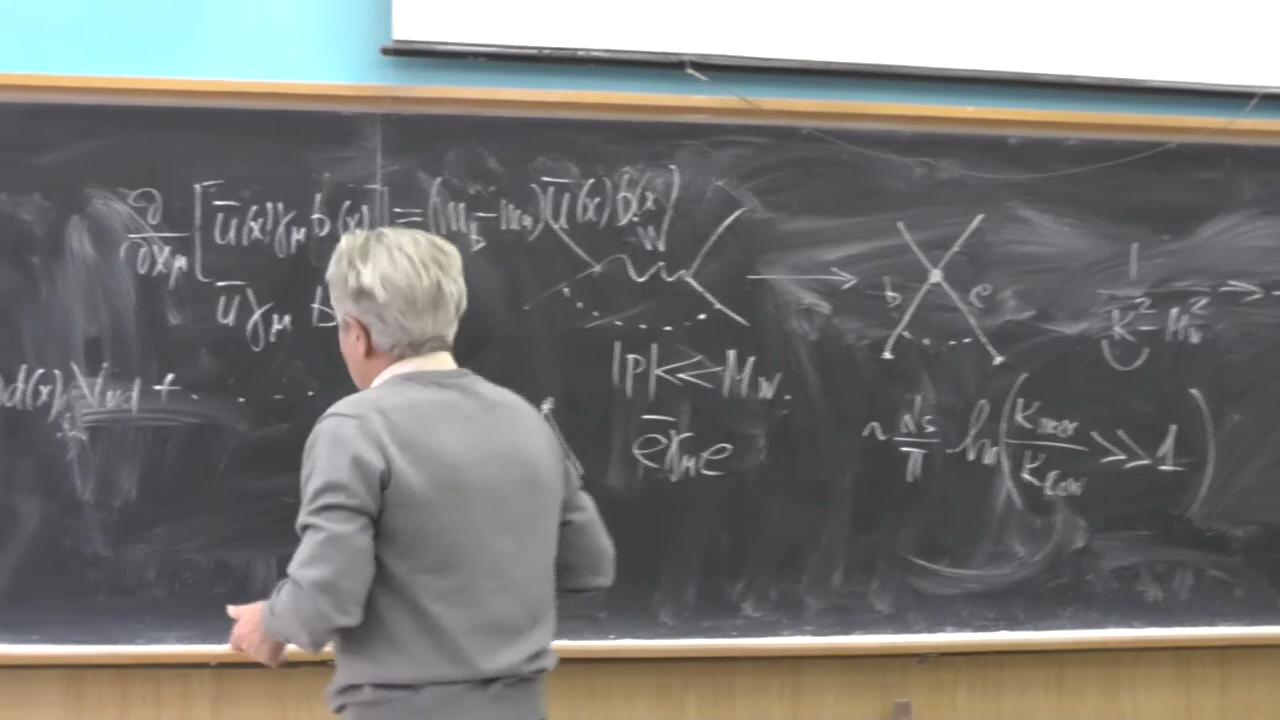 ∂/∂x_μ [ū(x)γ_μ b(x)] = (m_b − m_u) ū(x) b(x)
W
ūγ_μ b
b c
1/(K² − M_w²) →
d(x) V_ud + . . . . .
|p| << M_w.
ēγ_μ e
~ α_s/π ln(K_max/K_low >> 1)